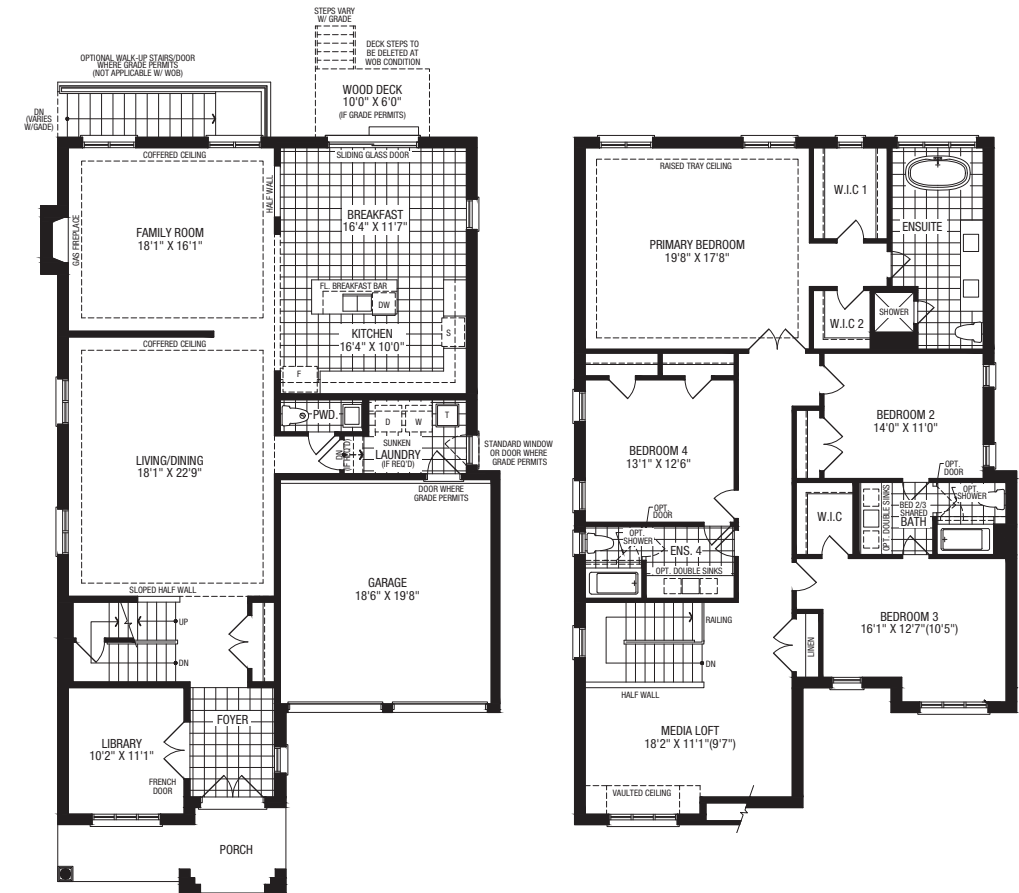 STEPS VARY
W/ GRADE
DECK STEPS TO
BE DELETED AT
WOB CONDITION
OPTIONAL WALK-UP STAIRS/DOOR
WHERE GRADE PERMITS
(NOT APPLICABLE W/ WOB)
WOOD DECK
10'0" X 6'0"
(IF GRADE PERMITS)
DN
(VARIES
W/GADE)
COFFERED CEILING
SLIDING GLASS DOOR
HALF WALL
BREAKFAST
16'4" X 11'7"
FAMILY ROOM
18'1" X 16'1"
GAS FIREPLACE
FL. BREAKFAST BAR
DW
KITCHEN
16'4" X 10'0"
S
F
COFFERED CEILING
PWD.
D
W
T
SUNKEN
LAUNDRY
(IF REQ'D)
DN
(IF REQ'D)
STANDARD WINDOW
OR DOOR WHERE
GRADE PERMITS
DOOR WHERE
GRADE PERMITS
LIVING/DINING
18'1" X 22'9"
GARAGE
18'6" X 19'8"
SLOPED HALF WALL
UP
DN
FOYER
LIBRARY
10'2" X 11'1"
FRENCH
DOOR
PORCH
RAISED TRAY CEILING
W.I.C 1
ENSUITE
PRIMARY BEDROOM
19'8" X 17'8"
W.I.C 2
SHOWER
BEDROOM 2
14'0" X 11'0"
BEDROOM 4
13'1" X 12'6"
OPT.
DOOR
OPT.
SHOWER
W.I.C
OPT. DOUBLE SINKS
BED 2/3
SHARED
BATH
OPT.
DOOR
OPT.
SHOWER
ENS. 4
OPT. DOUBLE SINKS
BEDROOM 3
16'1" X 12'7"(10'5")
RAILING
LINEN
DN
HALF WALL
MEDIA LOFT
18'2" X 11'1"(9'7")
VAULTED CEILING